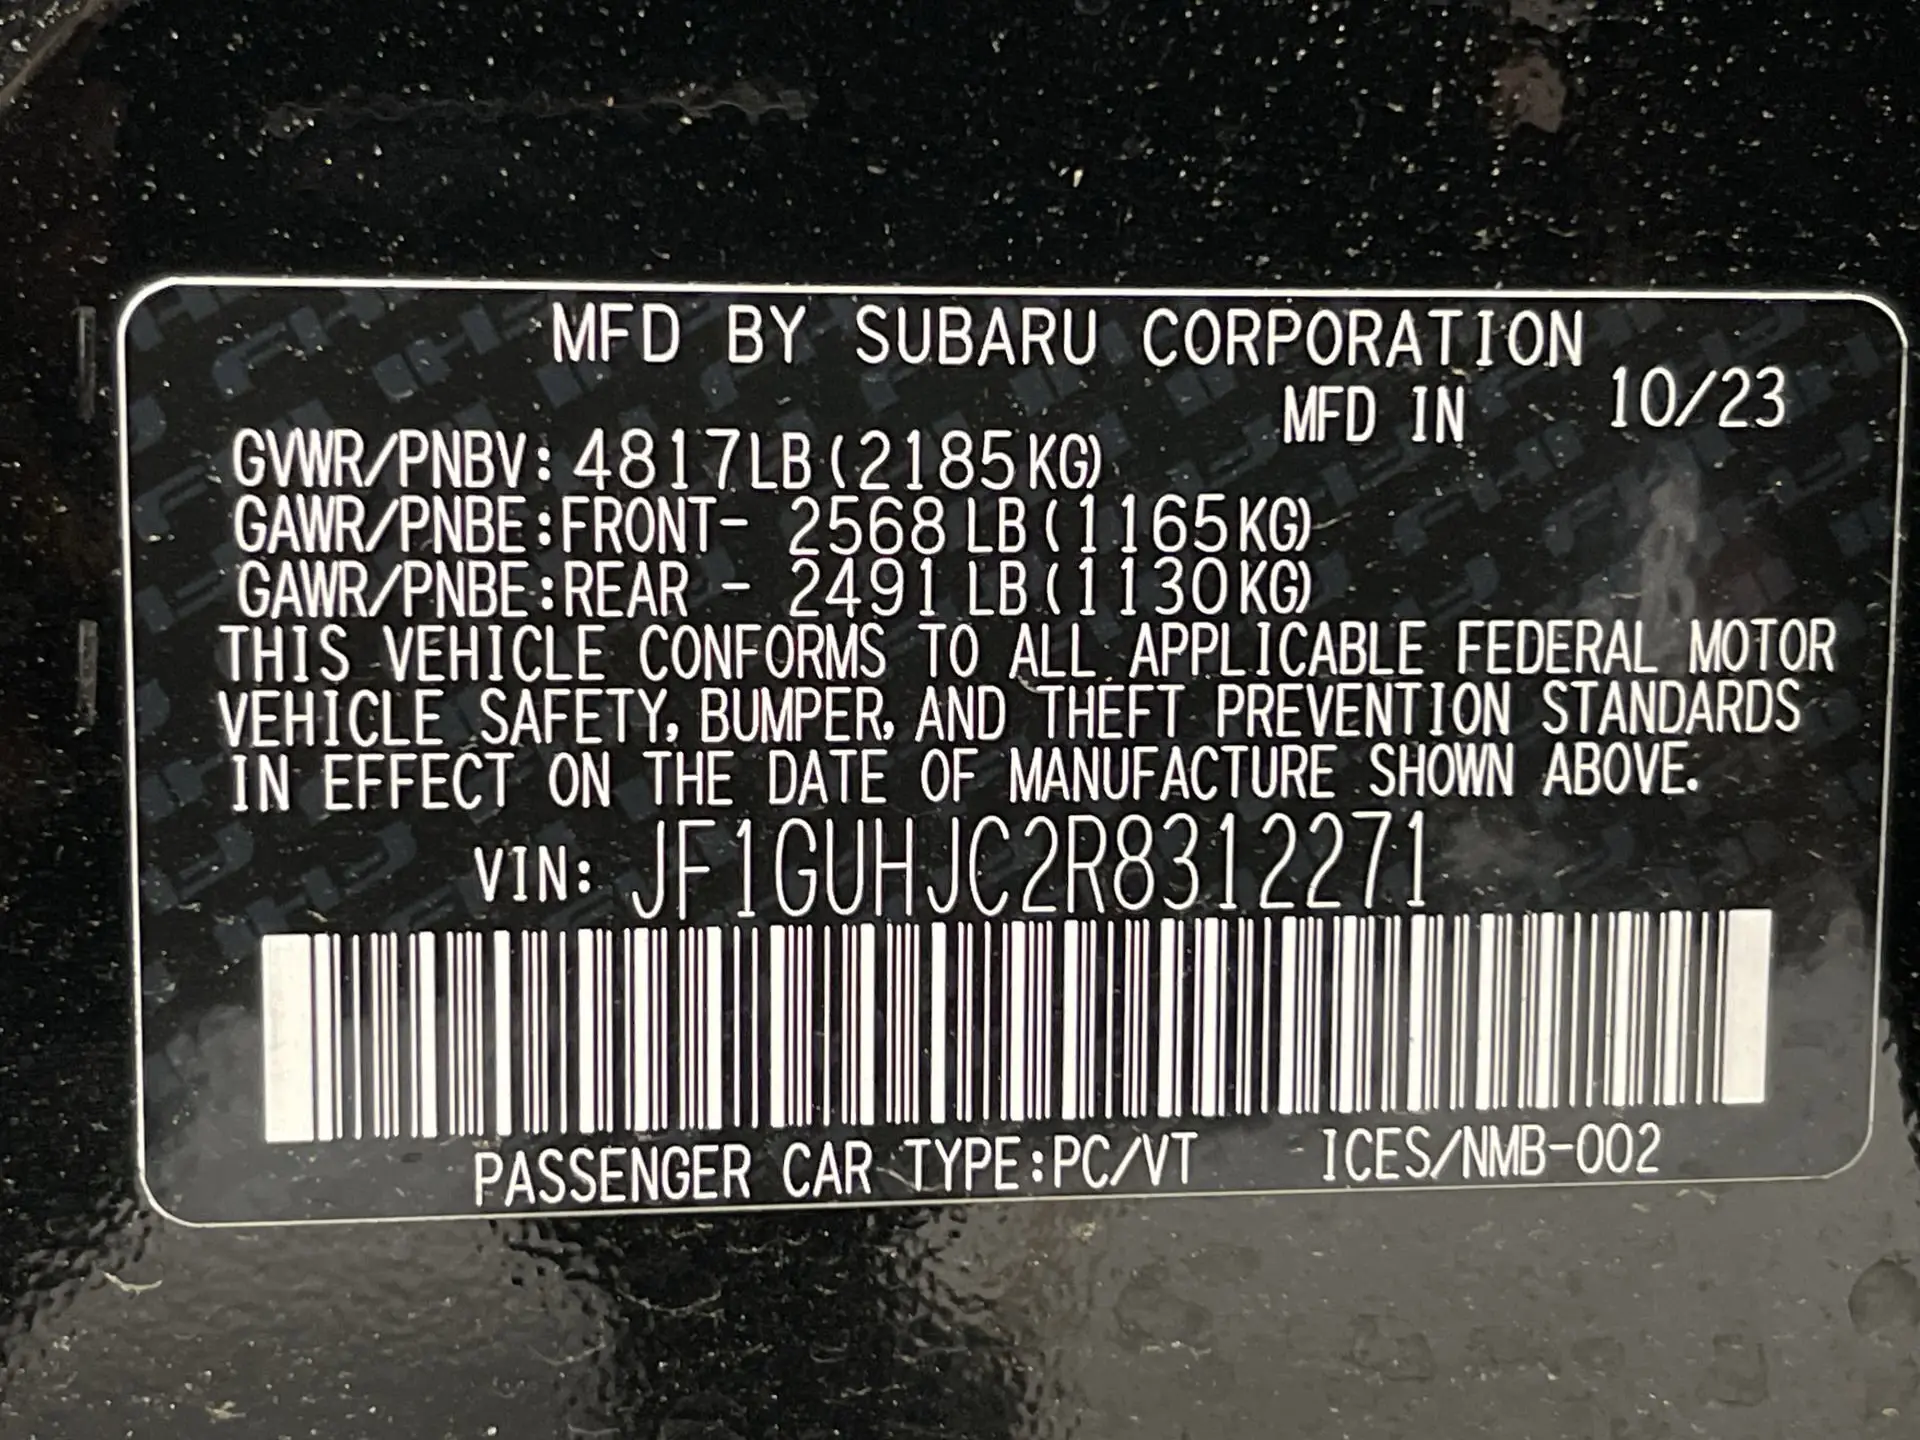 MFD BY SUBARU CORPORATION
MFD IN 10/23
GVWR/PNBV: 4817LB (2185KG)
GAWR/PNBE:FRONT- 2568 LB (1165KG)
GAWR/PNBE:REAR - 2491 LB (1130KG)
THIS VEHICLE CONFORMS TO ALL APPLICABLE FEDERAL MOTOR
VEHICLE SAFETY, BUMPER, AND THEFT PREVENTION STANDARDS
IN EFFECT ON THE DATE OF MANUFACTURE SHOWN ABOVE.
VIN: JF1GUHJC2R8312271
PASSENGER CAR TYPE:PC/VT ICES/NMB-002